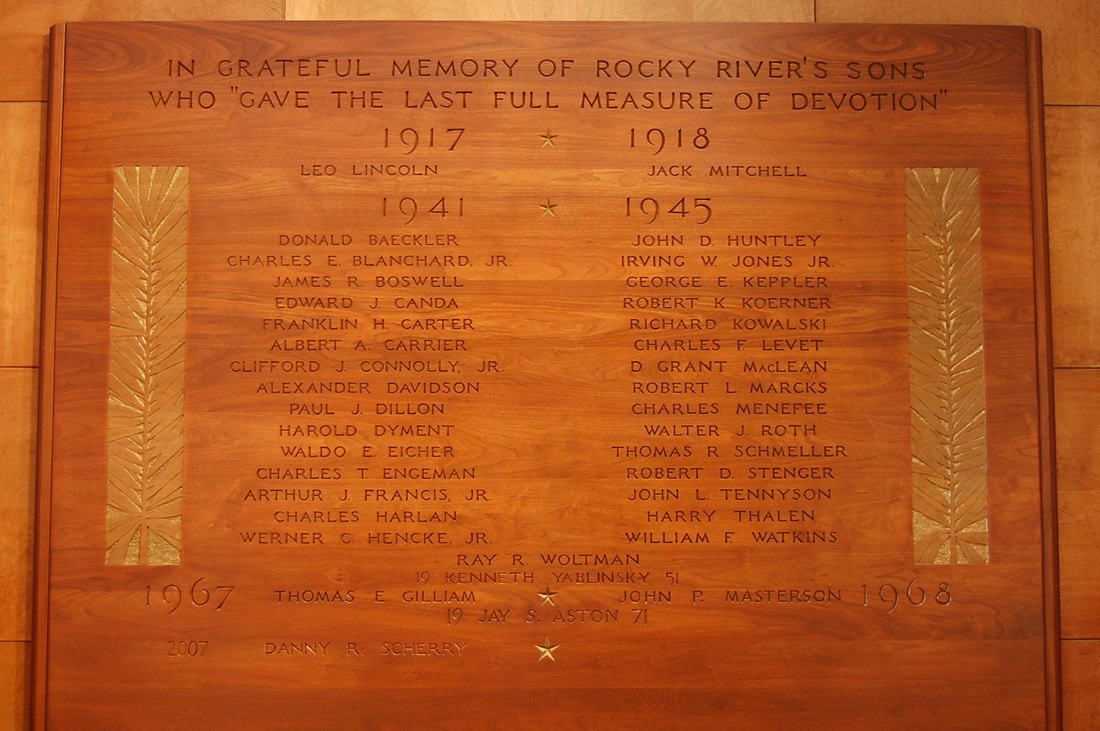 IN GRATEFUL MEMORY OF ROCKY RIVER'S SONS
WHO "GAVE THE LAST FULL MEASURE OF DEVOTION"
1917 1918
LEO LINCOLN JACK MITCHELL
1941 1945
DONALD BAECKLER JOHN D. HUNTLEY
CHARLES E. BLANCHARD, JR. IRVING W. JONES JR.
JAMES R. BOSWELL GEORGE E. KEPPLER
EDWARD J. CANDA ROBERT K. KOERNER
FRANKLIN H. CARTER RICHARD KOWALSKI
ALBERT A. CARRIER CHARLES F. LEVET
CLIFFORD J. CONNOLLY, JR. D GRANT MACLEAN
ALEXANDER DAVIDSON ROBERT L. MARCKS
PAUL J. DILLON CHARLES MENEFEE
HAROLD DYMENT WALTER J. ROTH
WALDO E. EICHER THOMAS R. SCHMELLER
CHARLES T. ENGEMAN ROBERT D. STENGER
ARTHUR J. FRANCIS, JR. JOHN L. TENNYSON
CHARLES HARLAN HARRY THALEN
WERNER C. HENCKE, JR. WILLIAM F. WATKINS
RAY R. WOLTMAN
19 KENNETH YABLINSKY 51
1967 THOMAS E. GILLIAM JOHN P. MASTERSON 1968
19 JAY S. ASTON 71
2007 DANNY R. SCHERRY